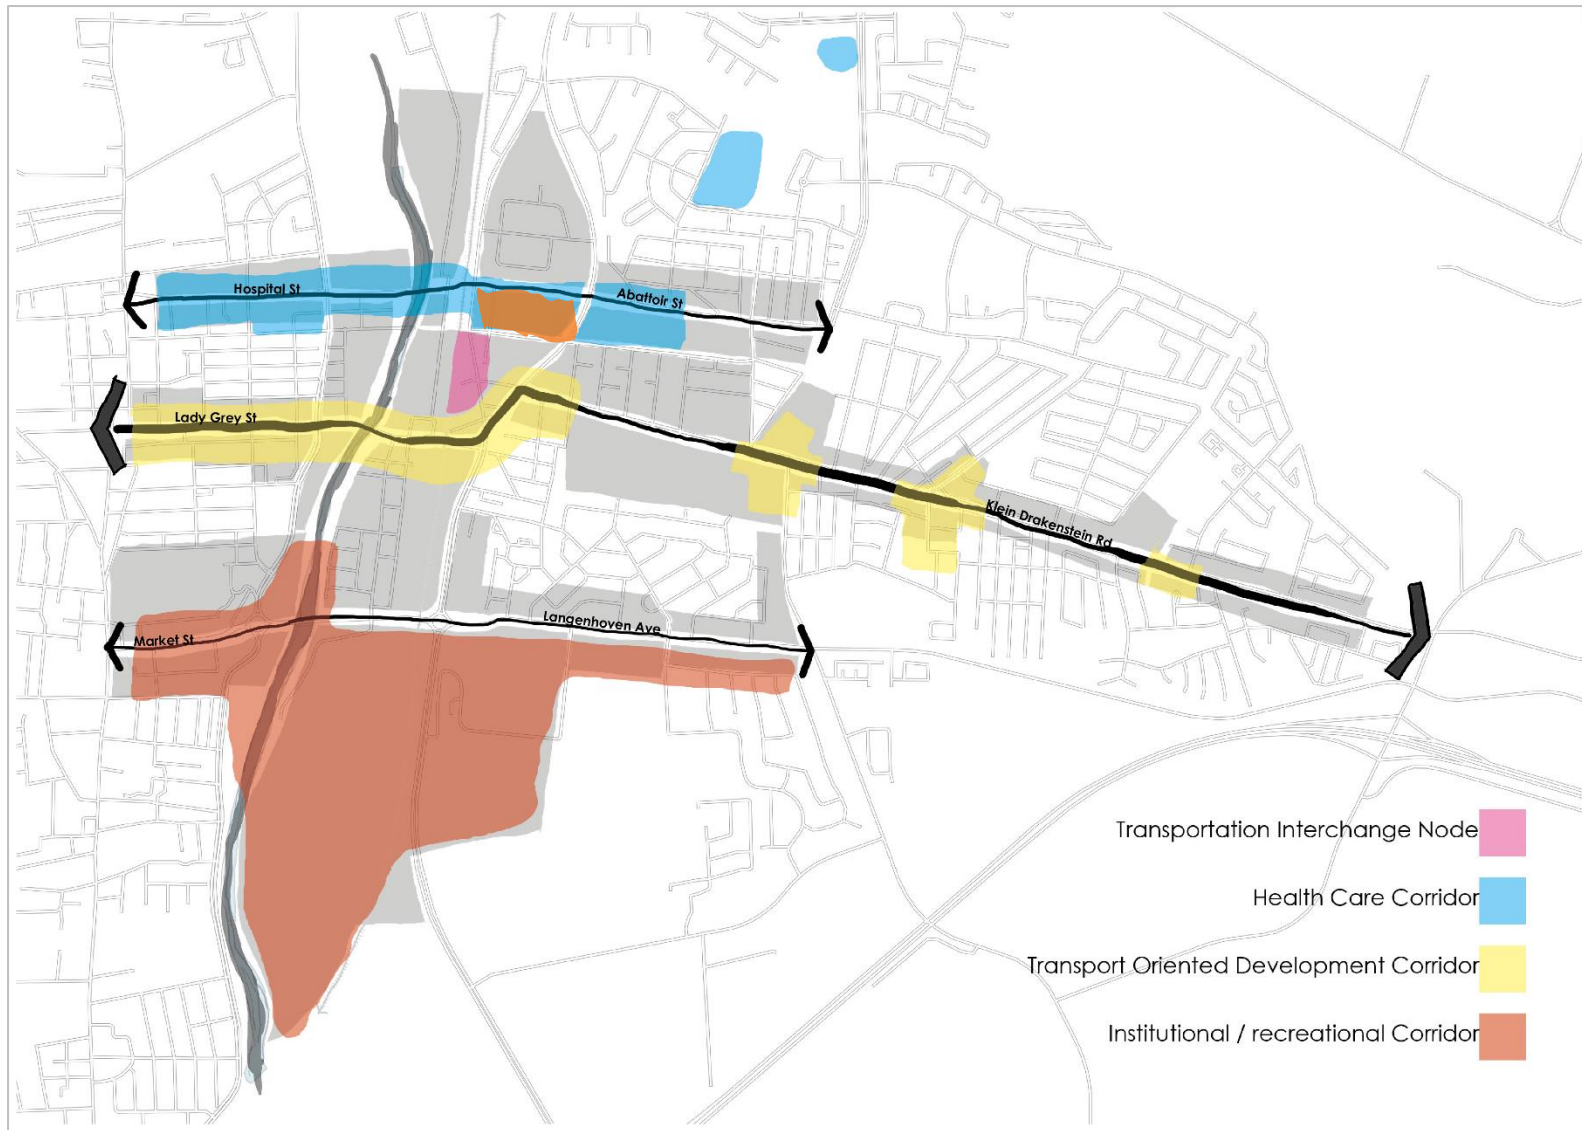 Hospital St
Abattoir St
Lady Grey St
Klein Drakenstein Rd
Market St
Langenhoven Ave
Transportation Interchange Node
Health Care Corridor
Transport Oriented Development Corridor
Institutional / recreational Corridor